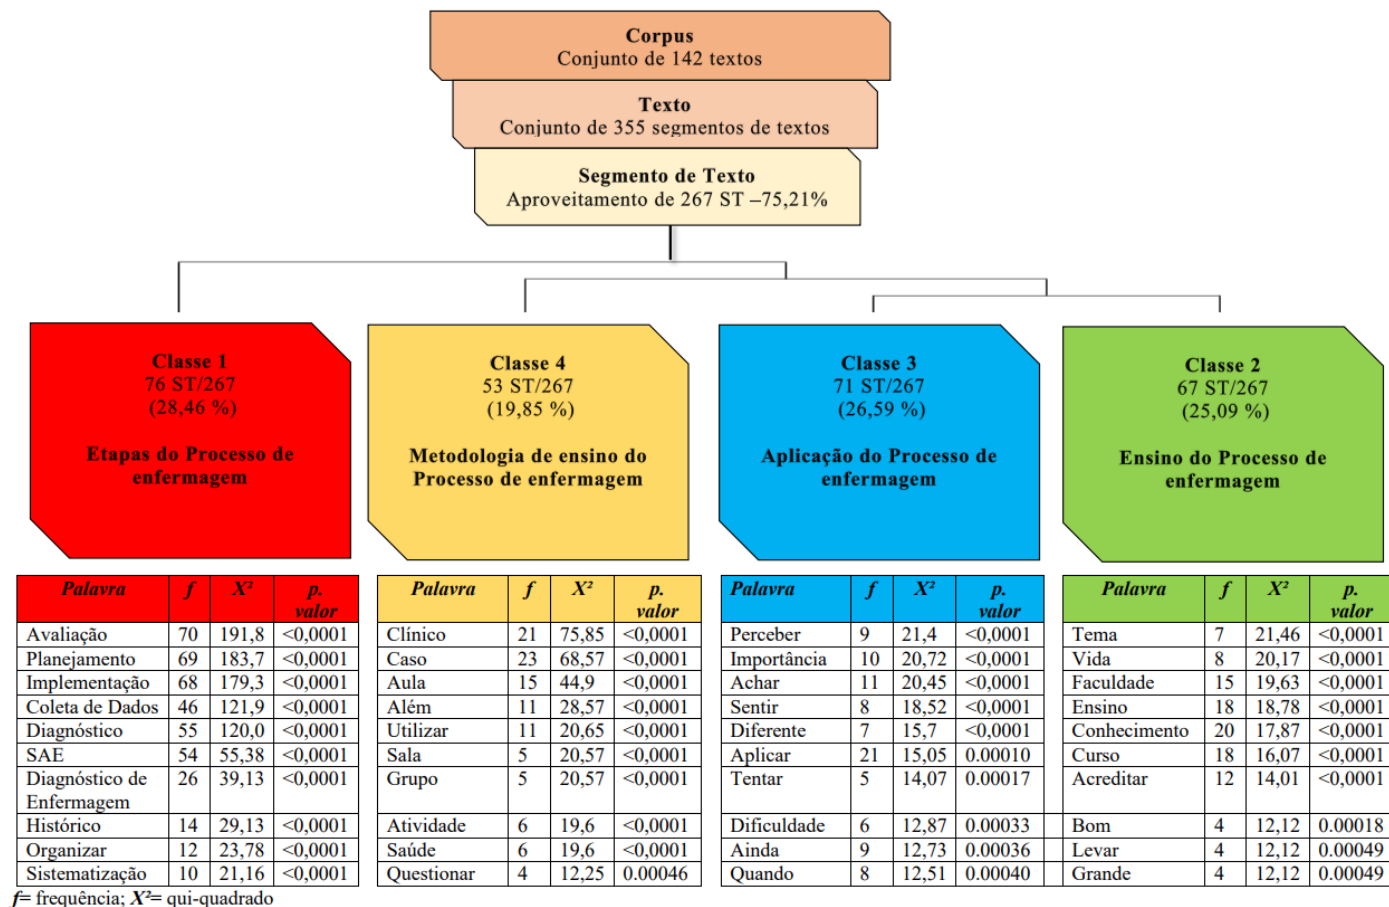 Corpus
Conjunto de 142 textos
Texto
Conjunto de 355 segmentos de textos
Segmento de Texto
Aproveitamento de 267 ST –75,21%
Classe 1
76 ST/267
(28,46 %)
Etapas do Processo de
enfermagem
Classe 4
53 ST/267
(19,85 %)
Metodologia de ensino do
Processo de enfermagem
Classe 3
71 ST/267
(26,59 %)
Aplicação do Processo de
enfermagem
Classe 2
67 ST/267
(25,09 %)
Ensino do Processo de
enfermagem
Palavra f X² p.
valor
Avaliação 70 191,8 <0,0001
Planejamento 69 183,7 <0,0001
Implementação 68 179,3 <0,0001
Coleta de Dados 46 121,9 <0,0001
Diagnóstico 55 120,0 <0,0001
SAE 54 55,38 <0,0001
Diagnóstico de 26 39,13 <0,0001
Enfermagem
Histórico 14 29,13 <0,0001
Organizar 12 23,78 <0,0001
Sistematização 10 21,16 <0,0001
Palavra f X² p.
valor
Clínico 21 75,85 <0,0001
Caso 23 68,57 <0,0001
Aula 15 44,9 <0,0001
Além 11 28,57 <0,0001
Utilizar 11 20,65 <0,0001
Sala 5 20,57 <0,0001
Grupo 5 20,57 <0,0001
Atividade 6 19,6 <0,0001
Saúde 6 19,6 <0,0001
Questionar 4 12,25 0.00046
Palavra f X² p.
valor
Perceber 9 21,4 <0,0001
Importância 10 20,72 <0,0001
Achar 11 20,45 <0,0001
Sentir 8 18,52 <0,0001
Diferente 7 15,7 <0,0001
Aplicar 21 15,05 0.00010
Tentar 5 14,07 0.00017
Dificuldade 6 12,87 0.00033
Ainda 9 12,73 0.00036
Quando 8 12,51 0.00040
Palavra f X² p.
valor
Tema 7 21,46 <0,0001
Vida 8 20,17 <0,0001
Faculdade 15 19,63 <0,0001
Ensino 18 18,78 <0,0001
Conhecimento 20 17,87 <0,0001
Curso 18 16,07 <0,0001
Acreditar 12 14,01 <0,0001
Bom 4 12,12 0.00018
Levar 4 12,12 0.00049
Grande 4 12,12 0.00049
f= frequência; X²= qui-quadrado